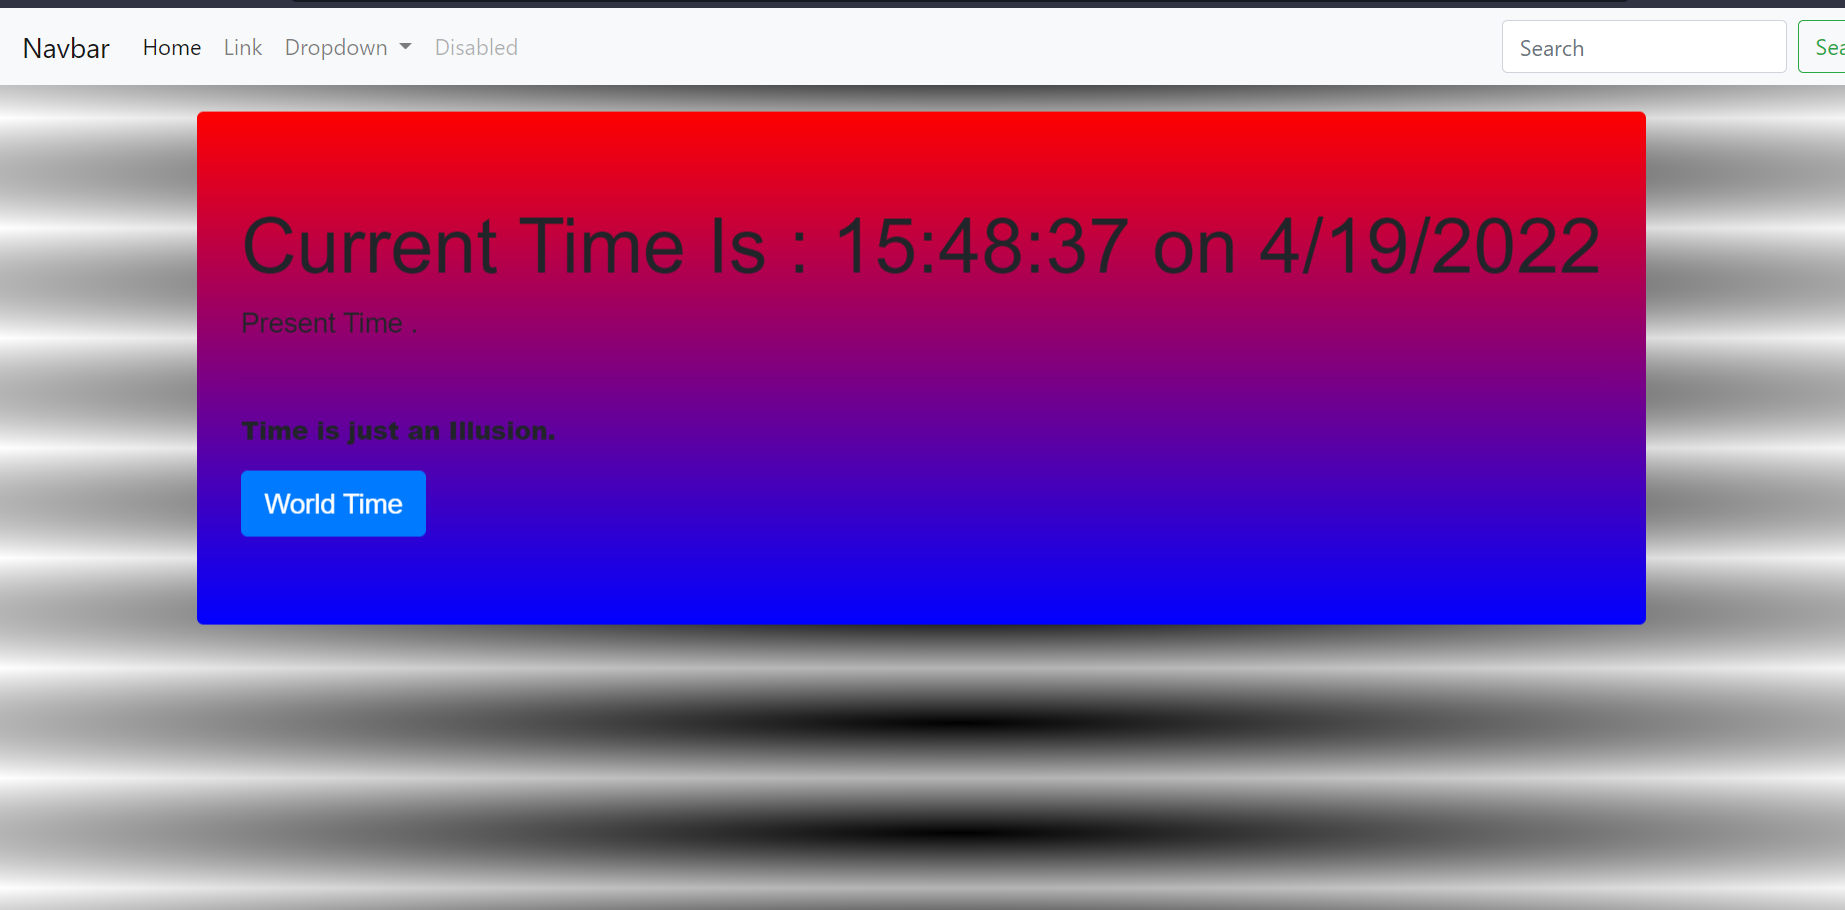 Navbar Home Link Dropdown Disabled Search
Current Time Is : 15:48:37 on 4/19/2022
Present Time .
Time is just an Illusion.
World Time